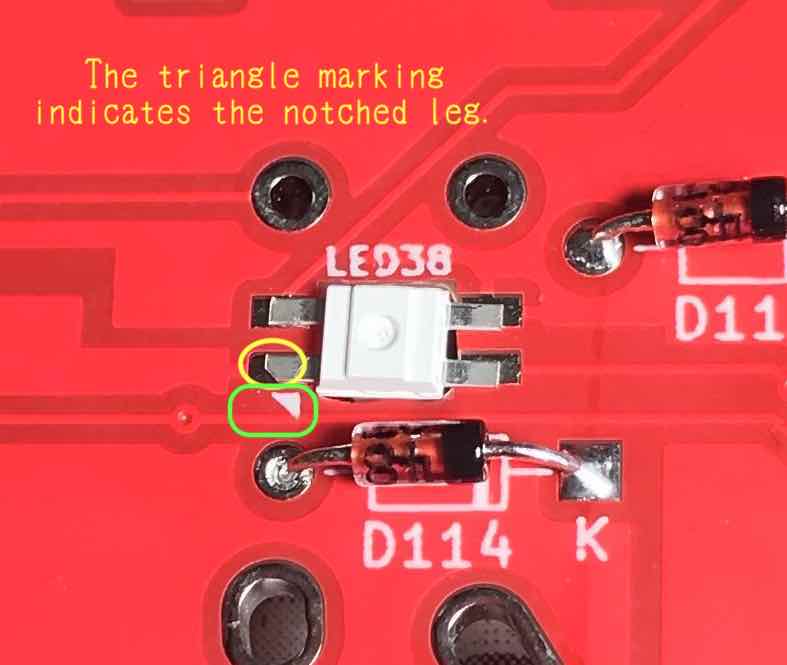 The triangle marking
indicates the notched leg.
LED38
D11
D114
K